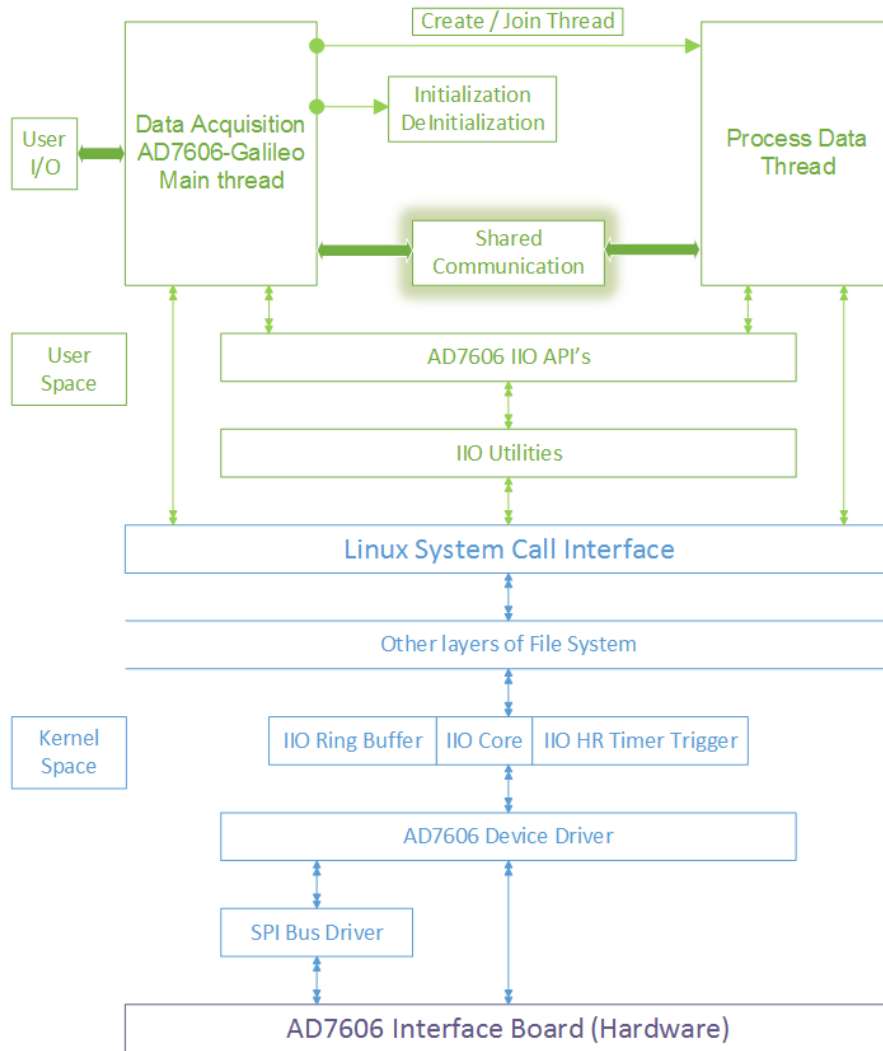 Create / Join Thread
Initialization
DeInitialization
User
I/O
Data Acquisition
AD7606-Galileo
Main thread
Process Data
Thread
Shared
Communication
User
Space
AD7606 IIO API's
IIO Utilities
Linux System Call Interface
Other layers of File System
Kernel
Space
IIO Ring Buffer
IIO Core
IIO HR Timer Trigger
AD7606 Device Driver
SPI Bus Driver
AD7606 Interface Board (Hardware)